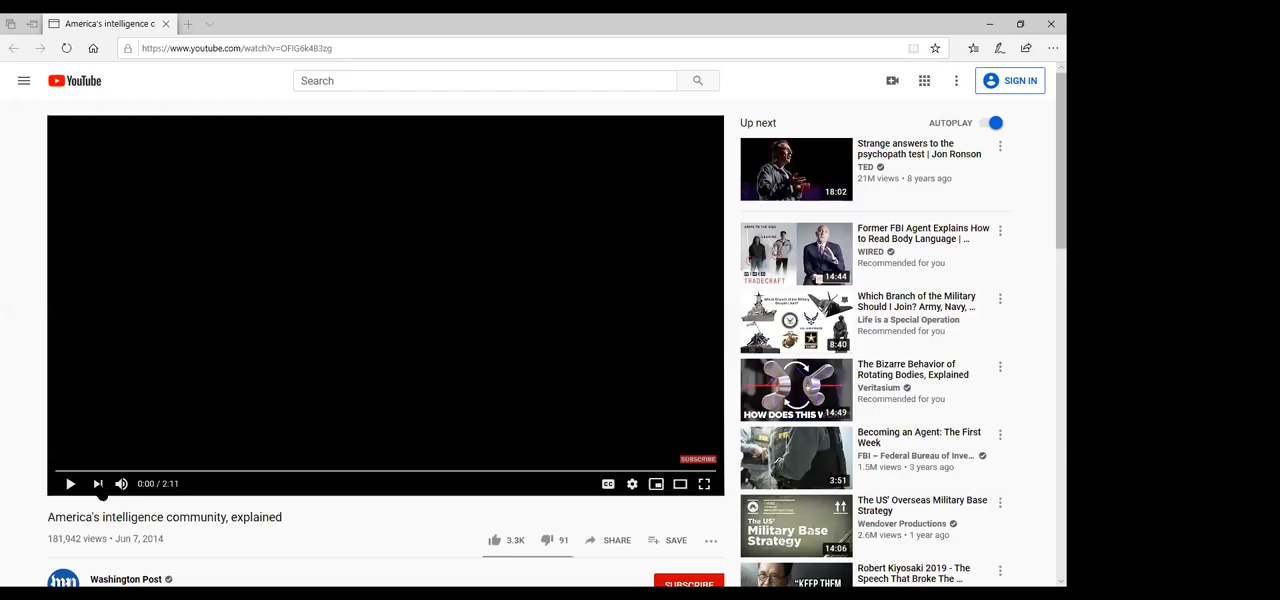 America's intelligence c
https://www.youtube.com/watch?v=OFIG6k4B3zg
YouTube
Search
SIGN IN
Up next
AUTOPLAY
Strange answers to the
psychopath test | Jon Ronson
TED
21M views • 8 years ago
18:02
Former FBI Agent Explains How
to Read Body Language | ...
WIRED
Recommended for you
14:44
TRADECRAFT
Which Branch of the Military
Should I Join? Army, Navy, ...
Life is a Special Operation
Recommended for you
8:40
The Bizarre Behavior of
Rotating Bodies, Explained
Veritasium
Recommended for you
HOW DOES THIS W
14:49
Becoming an Agent: The First
Week
FBI – Federal Bureau of Inve...
1.5M views • 3 years ago
3:51
The US' Overseas Military Base
Strategy
Wendover Productions
2.6M views • 1 year ago
The US'
Military Base
Strategy
14:06
Robert Kiyosaki 2019 - The
Speech That Broke The ...
"KEEP THEM
SUBSCRIBE
0:00 / 2:11
CC
America's intelligence community, explained
181,942 views • Jun 7, 2014
3.3K
91
SHARE
SAVE
Washington Post
SUBSCRIBE